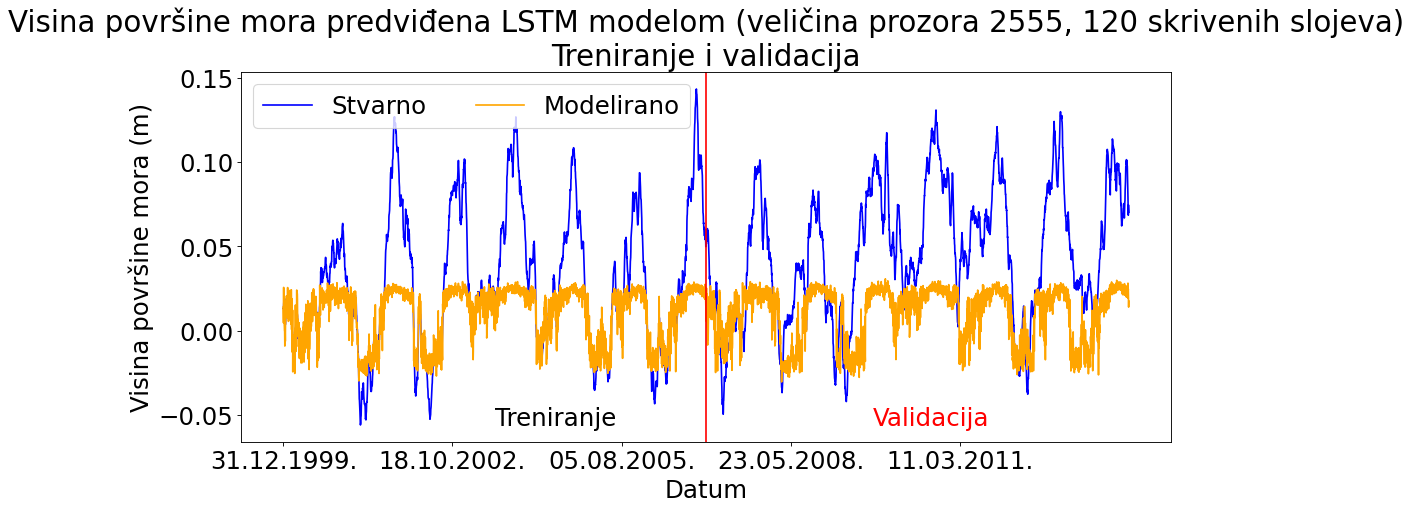 Visina površine mora predviđena LSTM modelom (veličina prozora 2555, 120 skrivenih slojeva)
Treniranje i validacija
Stvarno
Modelirano
Visina površine mora (m)
0.15
0.10
0.05
0.00
−0.05
Treniranje
Validacija
31.12.1999.
18.10.2002.
05.08.2005.
23.05.2008.
11.03.2011.
Datum